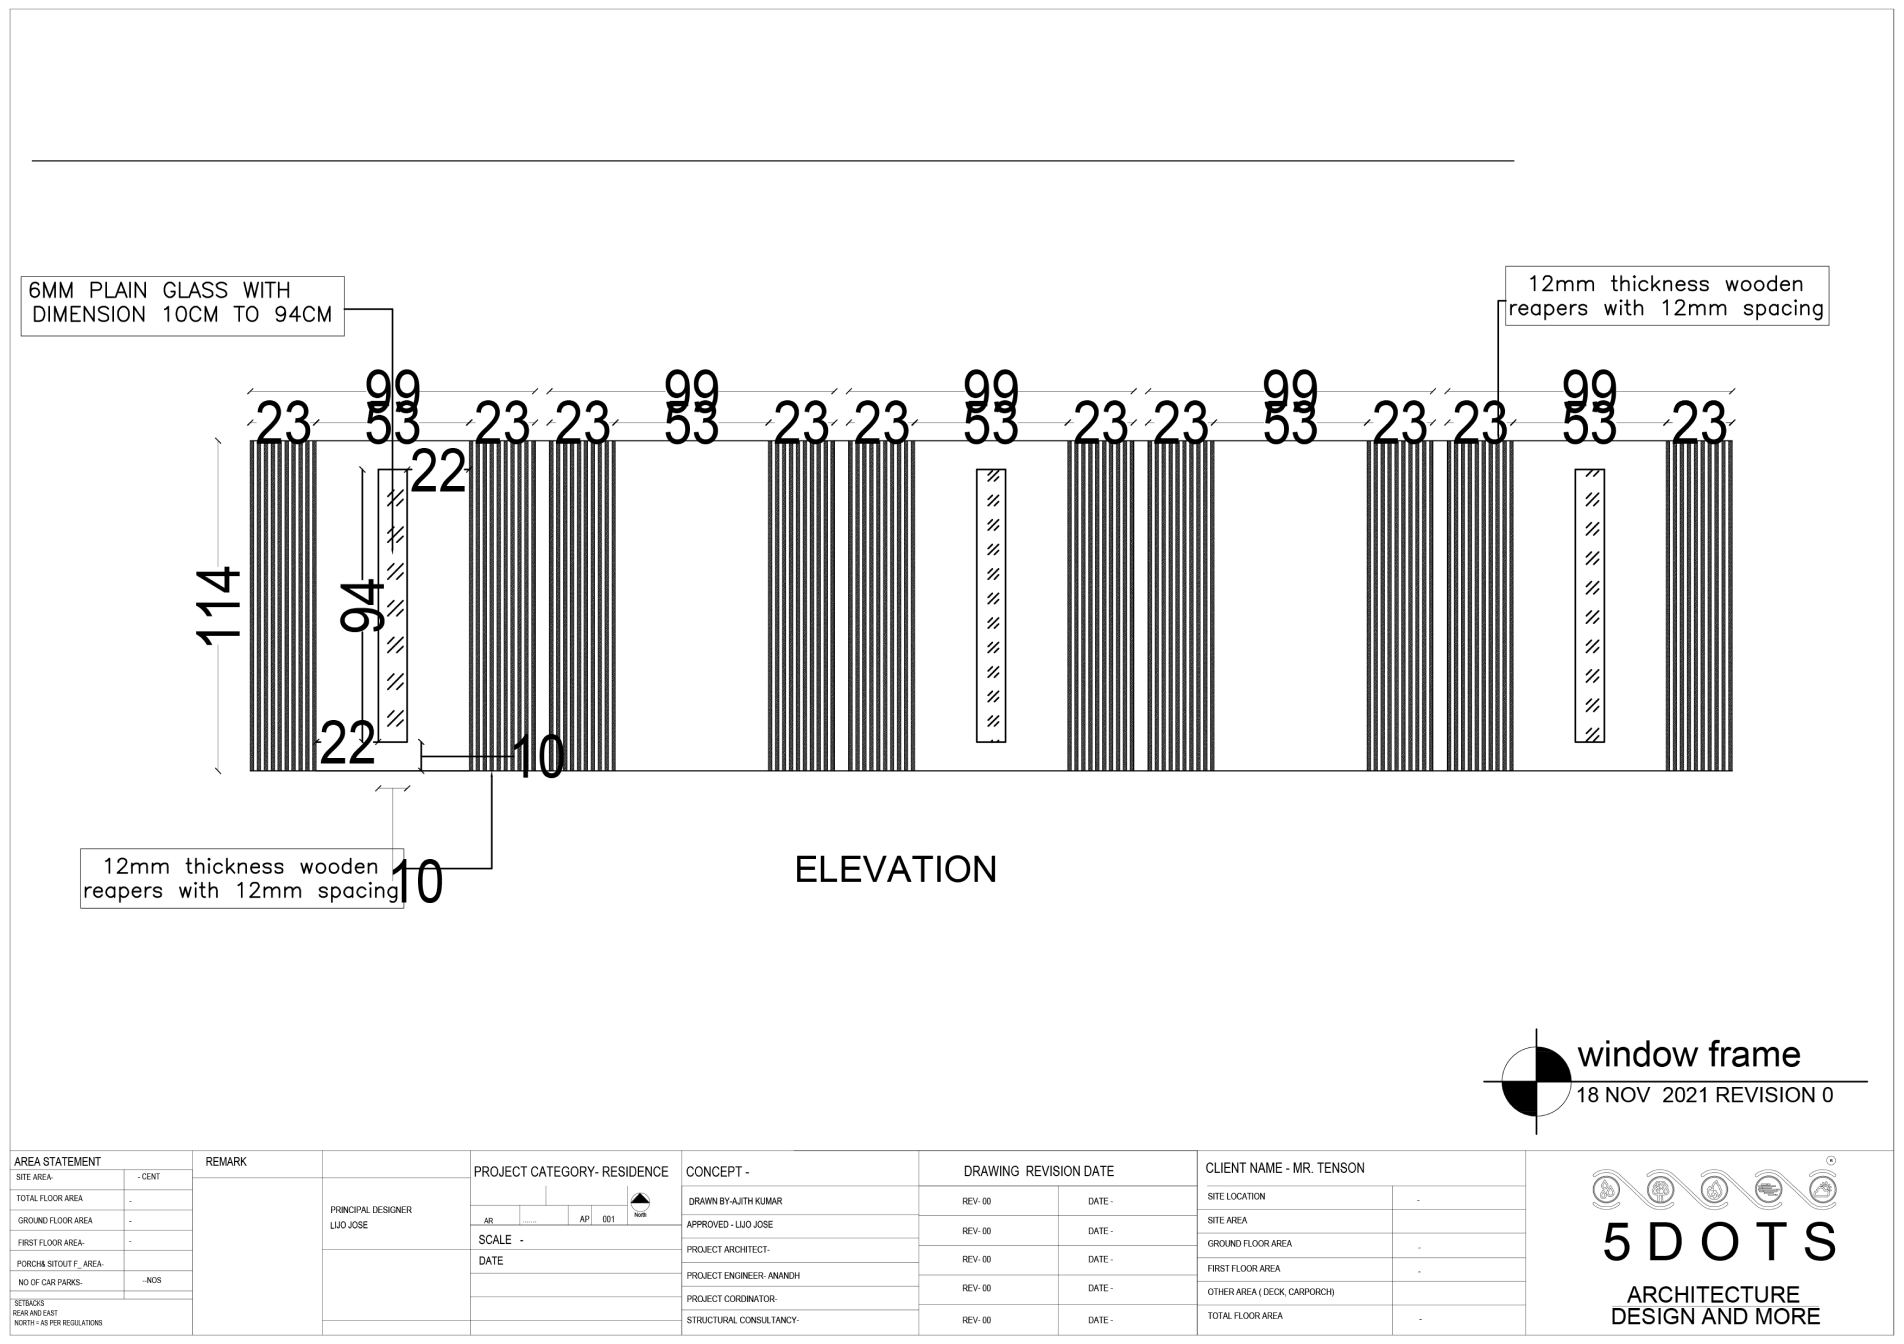 6MM PLAIN GLASS WITH
DIMENSION 10CM TO 94CM
12mm thickness wooden
reapers with 12mm spacing
99 99 99 99 99
23 53 23 23 53 23 23 53 23 23 53 23 23 53 23
22
114
94
22
10
12mm thickness wooden
reapers with 12mm spacing
10
ELEVATION
window frame
18 NOV 2021 REVISION 0
AREA STATEMENT
SITE AREA- - CENT
TOTAL FLOOR AREA -
GROUND FLOOR AREA -
FIRST FLOOR AREA- -
PORCH& SITOUT F_ AREA-
NO OF CAR PARKS- --NOS
SETBACKS
REAR AND EAST
NORTH = AS PER REGULATIONS
REMARK
PRINCIPAL DESIGNER
LIJO JOSE
PROJECT CATEGORY- RESIDENCE
North
AR ....... AP 001
SCALE -
DATE
CONCEPT -
DRAWN BY-AJITH KUMAR
APPROVED - LIJO JOSE
PROJECT ARCHITECT-
PROJECT ENGINEER- ANANDH
PROJECT CORDINATOR-
STRUCTURAL CONSULTANCY-
DRAWING REVISION DATE
REV- 00 DATE -
REV- 00 DATE -
REV- 00 DATE -
REV- 00 DATE -
REV- 00 DATE -
CLIENT NAME - MR. TENSON
SITE LOCATION -
SITE AREA
GROUND FLOOR AREA -
FIRST FLOOR AREA -
OTHER AREA ( DECK, CARPORCH)
TOTAL FLOOR AREA -
®
5 D O T S
ARCHITECTURE
DESIGN AND MORE